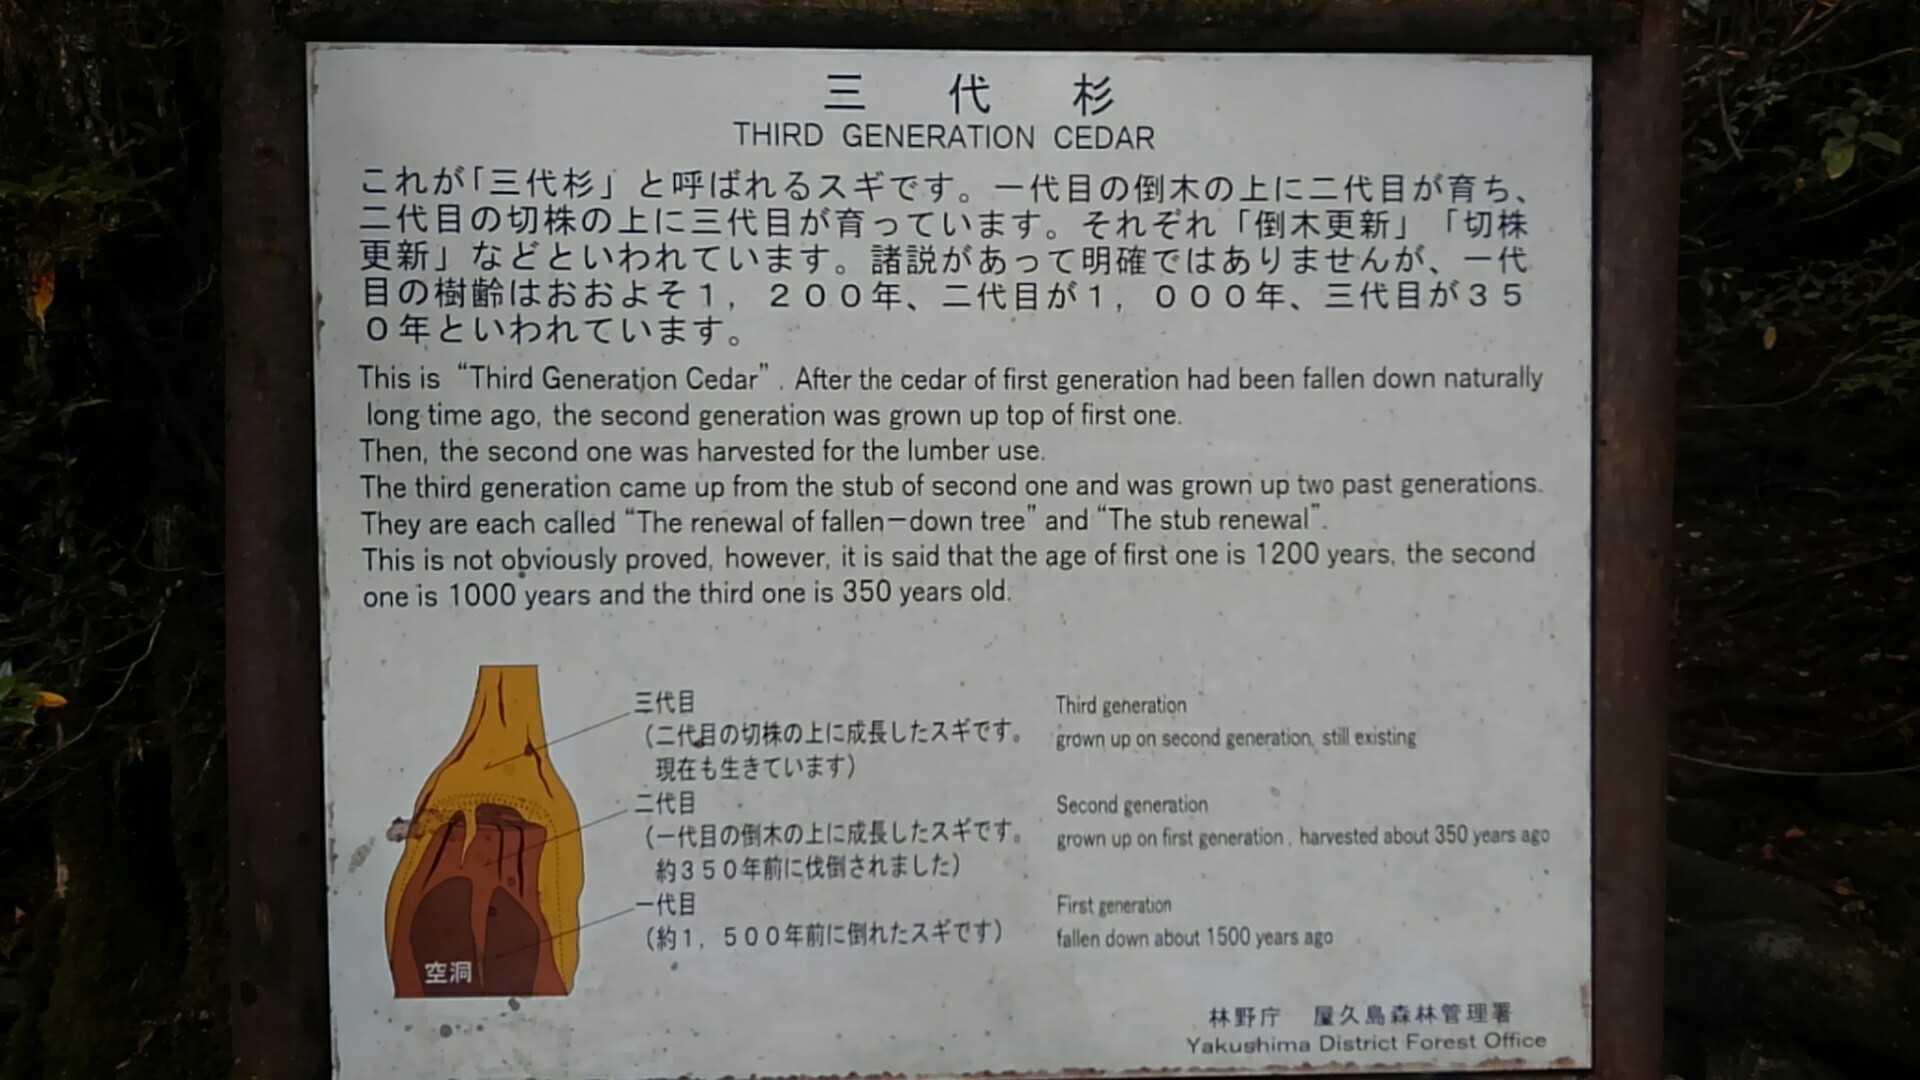 三代杉
THIRD GENERATION CEDAR
これが「三代杉」と呼ばれるスギです。一代目の倒木の上に二代目が育ち、
二代目の切株の上に三代目が育っています。それぞれ「倒木更新」「切株
更新」などといわれています。諸説があって明確ではありませんが、一代
目の樹齢はおおよそ１，２００年、二代目が１，０００年、三代目が３５
０年といわれています。
This is “Third Generation Cedar”. After the cedar of first generation had been fallen down naturally
long time ago, the second generation was grown up top of first one.
Then, the second one was harvested for the lumber use.
The third generation came up from the stub of second one and was grown up two past generations.
They are each called “The renewal of fallen-down tree” and “The stub renewal”.
This is not obviously proved, however, it is said that the age of first one is 1200 years, the second
one is 1000 years and the third one is 350 years old.
三代目
（二代目の切株の上に成長したスギです。
現在も生きています）
Third generation
grown up on second generation, still existing
二代目
（一代目の倒木の上に成長したスギです。
約３５０年前に伐倒されました）
Second generation
grown up on first generation, harvested about 350 years ago
一代目
（約１，５００年前に倒れたスギです）
First generation
fallen down about 1500 years ago
空洞
林野庁 屋久島森林管理署
Yakushima District Forest Office